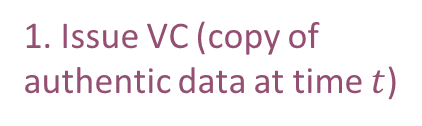 1. Issue VC (copy of
authentic data at time t)